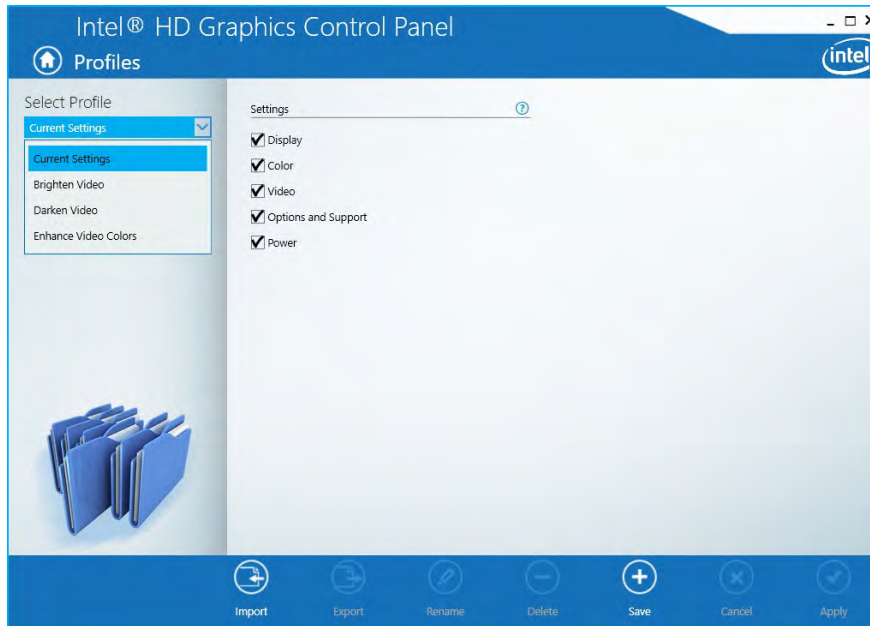 Intel® HD Graphics Control Panel
Profiles
intel
Select Profile
Current Settings
Current Settings
Brighten Video
Darken Video
Enhance Video Colors
Settings
?
Display
Color
Video
Options and Support
Power
Import
Export
Rename
Delete
Save
Cancel
Apply